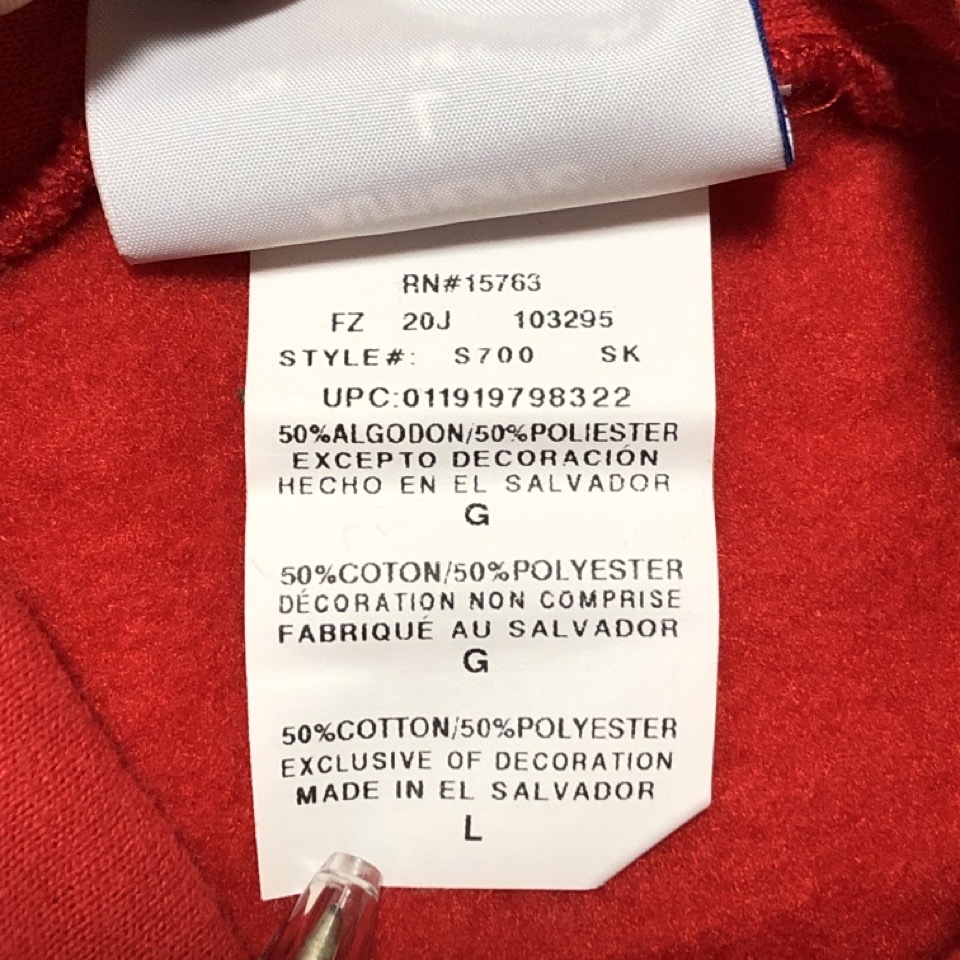 RN#15763
FZ 20J 103295
STYLE#: S700 SK
UPC:011919798322
50%ALGODON/50%POLIESTER
EXCEPTO DECORACIÓN
HECHO EN EL SALVADOR
G
50%COTON/50%POLYESTER
DÉCORATION NON COMPRISE
FABRIQUÉ AU SALVADOR
G
50%COTTON/50%POLYESTER
EXCLUSIVE OF DECORATION
MADE IN EL SALVADOR
L